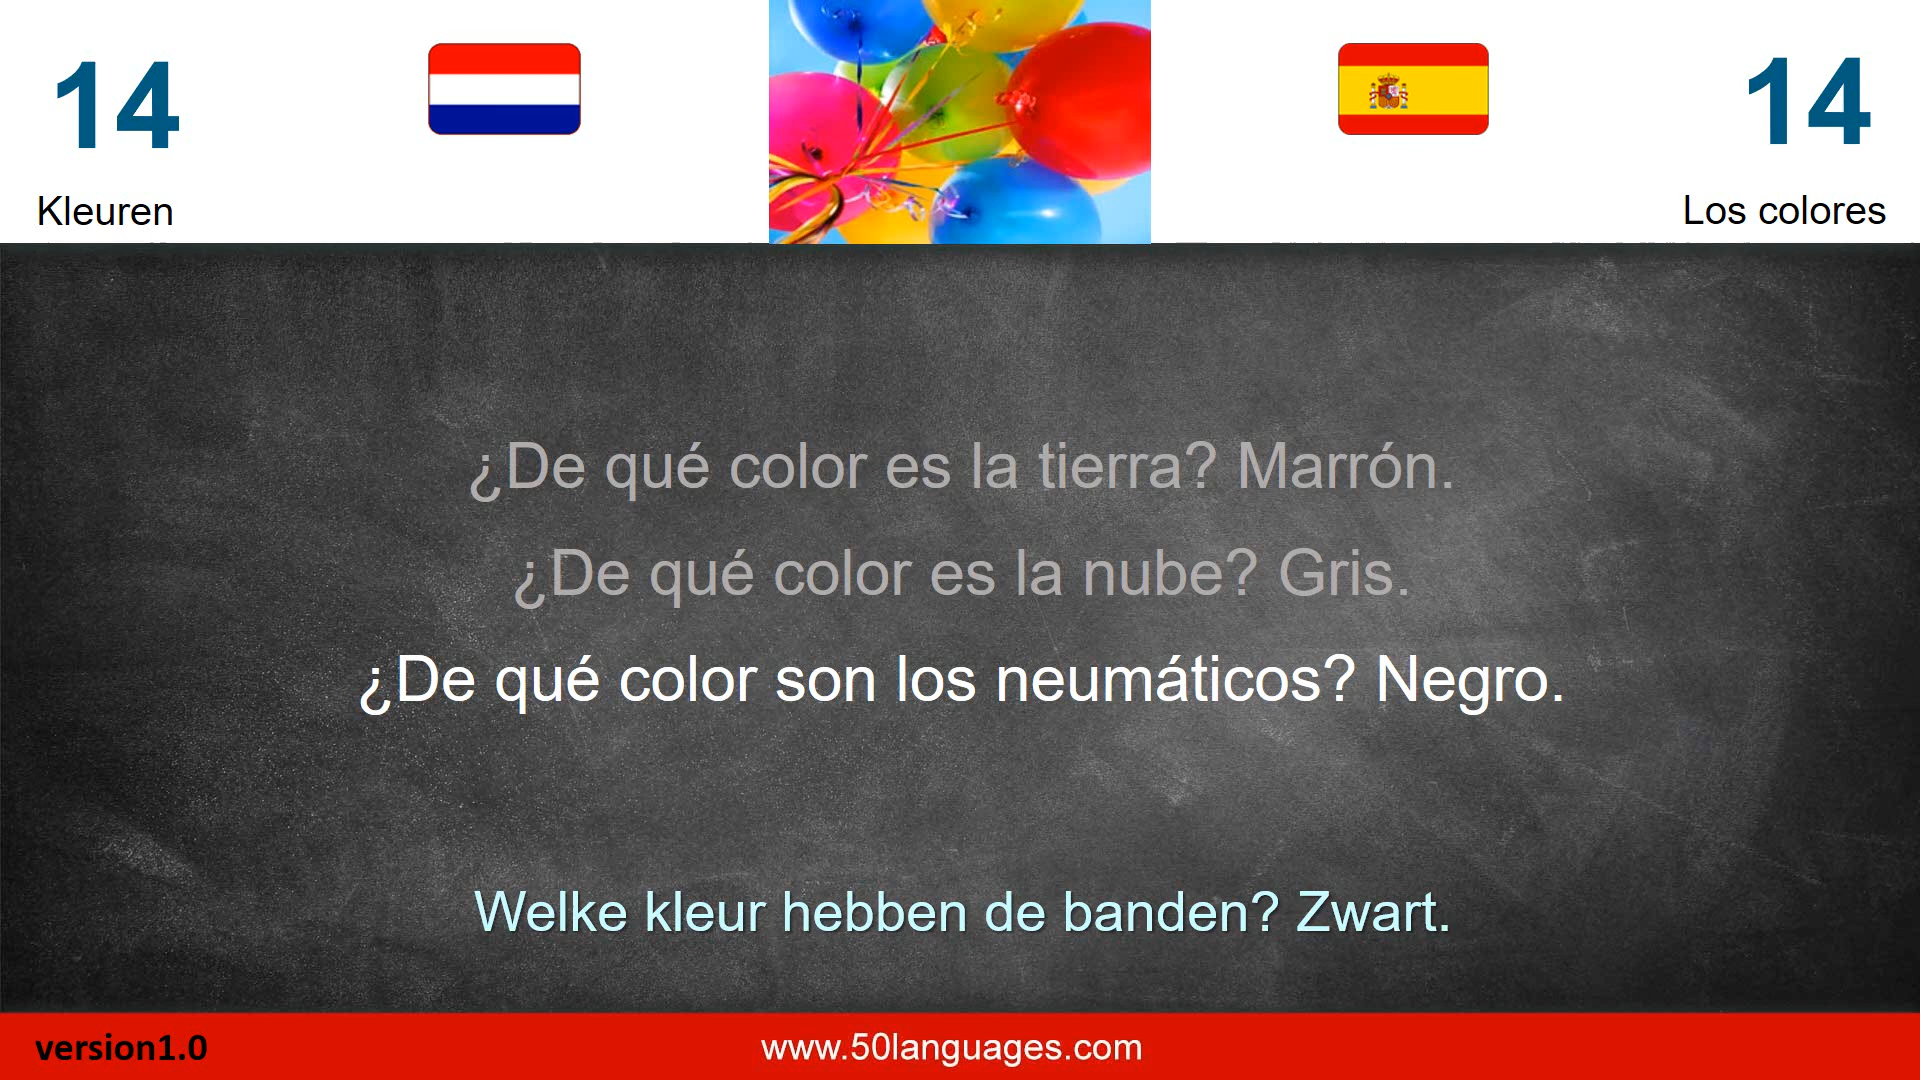 14
14
Kleuren
Los colores
¿De qué color es la tierra? Marrón.
¿De qué color es la nube? Gris.
¿De qué color son los neumáticos? Negro.
Welke kleur hebben de banden? Zwart.
version1.0
www.50languages.com